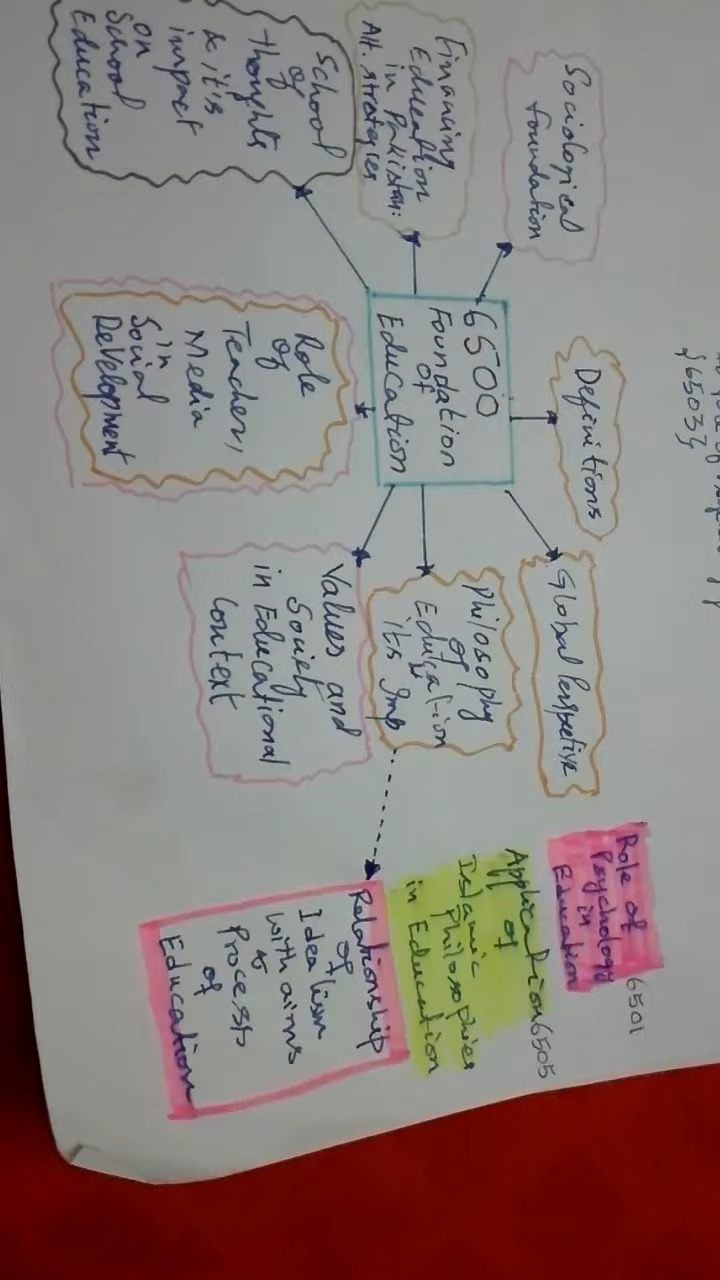 {6503}
Sociological
foundation
Definitions
Global Perspective
Role of
Psychology
in
Education
6501
Financing
Education
in Pakistan:
Alt. strategies
6500
Foundation
of
Education
Philosophy
of
Education
its Imp
Application
of
Islamic
Philosophies
in Education
6505
School
of
thoughts
& it's
impact
on
School
Education
Role
of
Teacher,
Media
in
Social
Development
Values and
Society
in Educational
Context
Relationship
of
Idealism
with aims
&
Process
of
Education